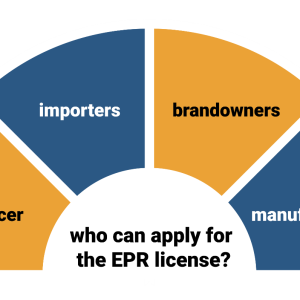 importers
brandowners
cer
manuf
who can apply for
the EPR license?